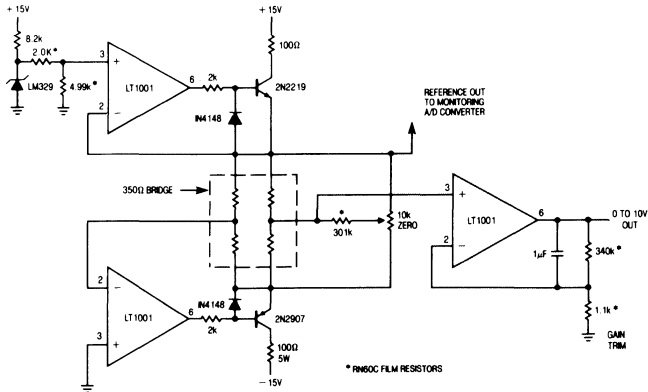 + 15V
8.2k
2.0K*
LM329
4.99k*
3
+
2
−
LT1001
6
2k
+ 15V
100Ω
2N2219
IN4148
REFERENCE OUT
TO MONITORING
A/D CONVERTER
350Ω BRIDGE
*
301k
10k
ZERO
3
+
2
−
LT1001
6
0 TO 10V
OUT
1µF
340k*
1.1k*
GAIN
TRIM
2
−
3
+
LT1001
6
2k
IN4148
2N2907
100Ω
5W
−15V
* RN60C FILM RESISTORS